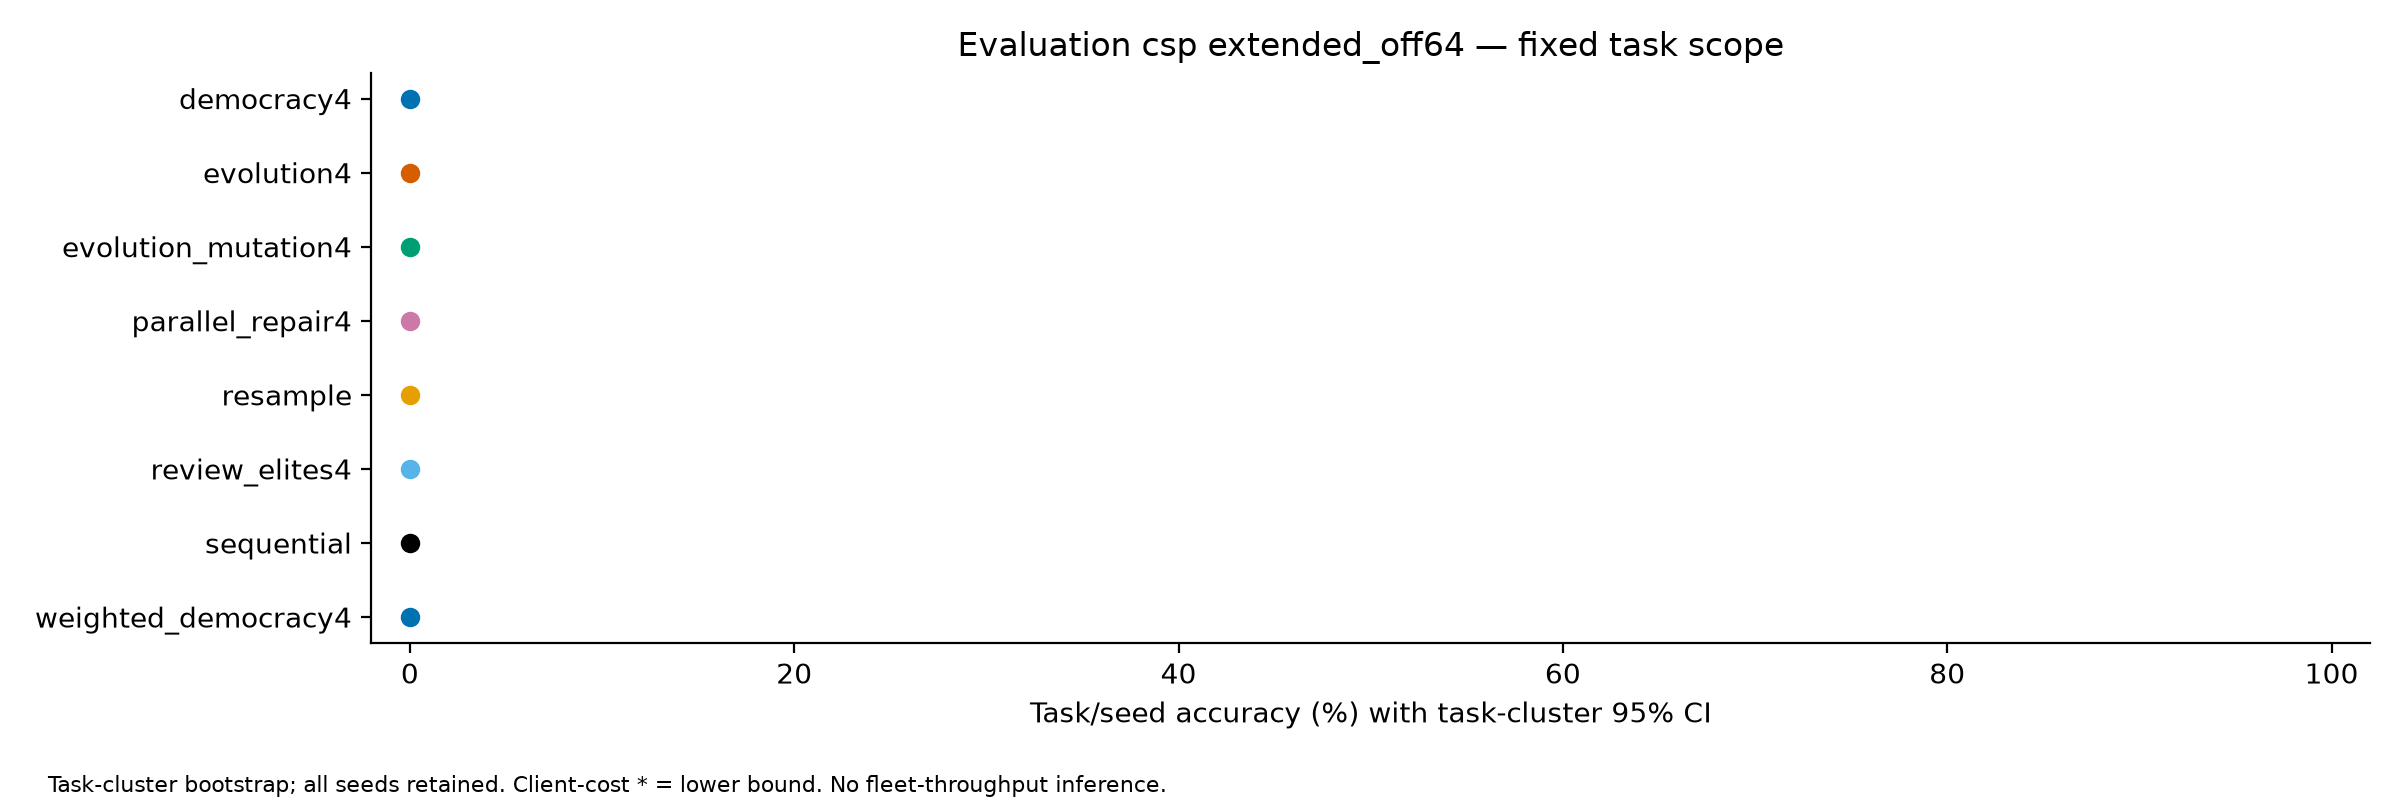 Evaluation csp extended_off64 — fixed task scope
democracy4
evolution4
evolution_mutation4
parallel_repair4
resample
review_elites4
sequential
weighted_democracy4
0 20 40 60 80 100
Task/seed accuracy (%) with task-cluster 95% CI
Task-cluster bootstrap; all seeds retained. Client-cost * = lower bound. No fleet-throughput inference.